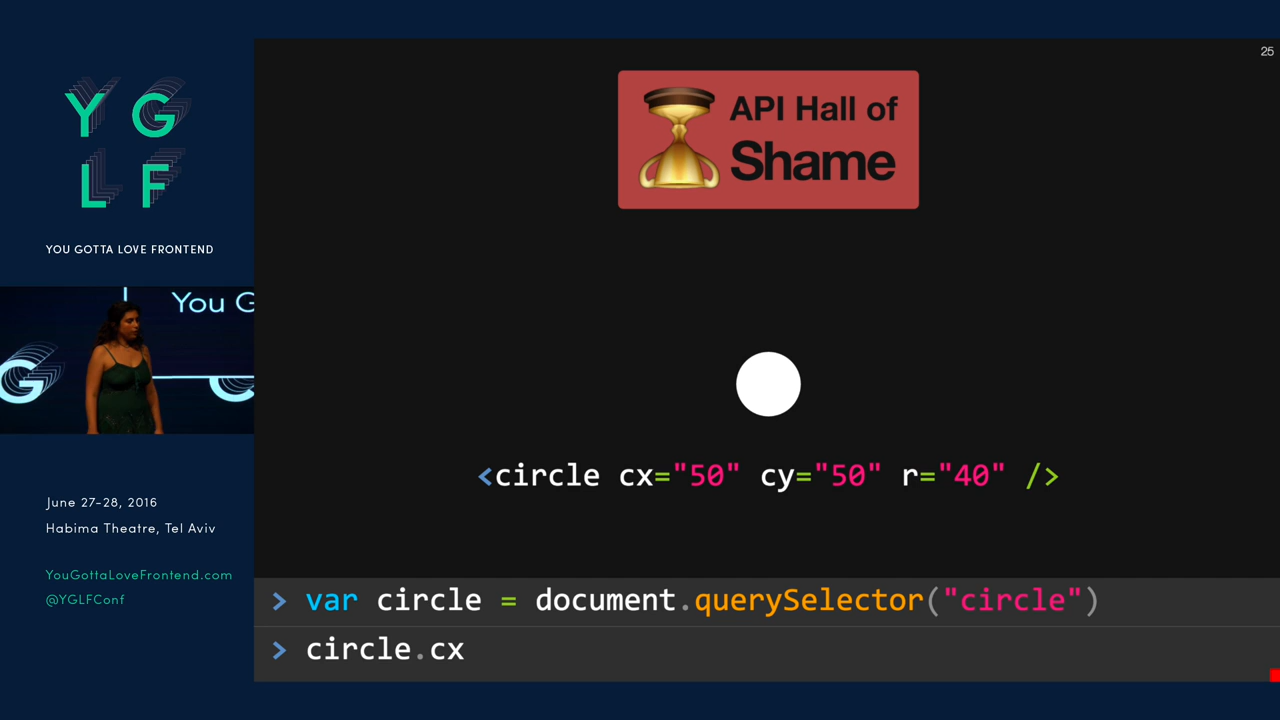 Y G
L F
YOU GOTTA LOVE FRONTEND
You G
G
June 27-28, 2016
Habima Theatre, Tel Aviv
YouGottaLoveFrontend.com
@YGLFConf
25
API Hall of
Shame
<circle cx="50" cy="50" r="40" />
> var circle = document.querySelector("circle")
> circle.cx